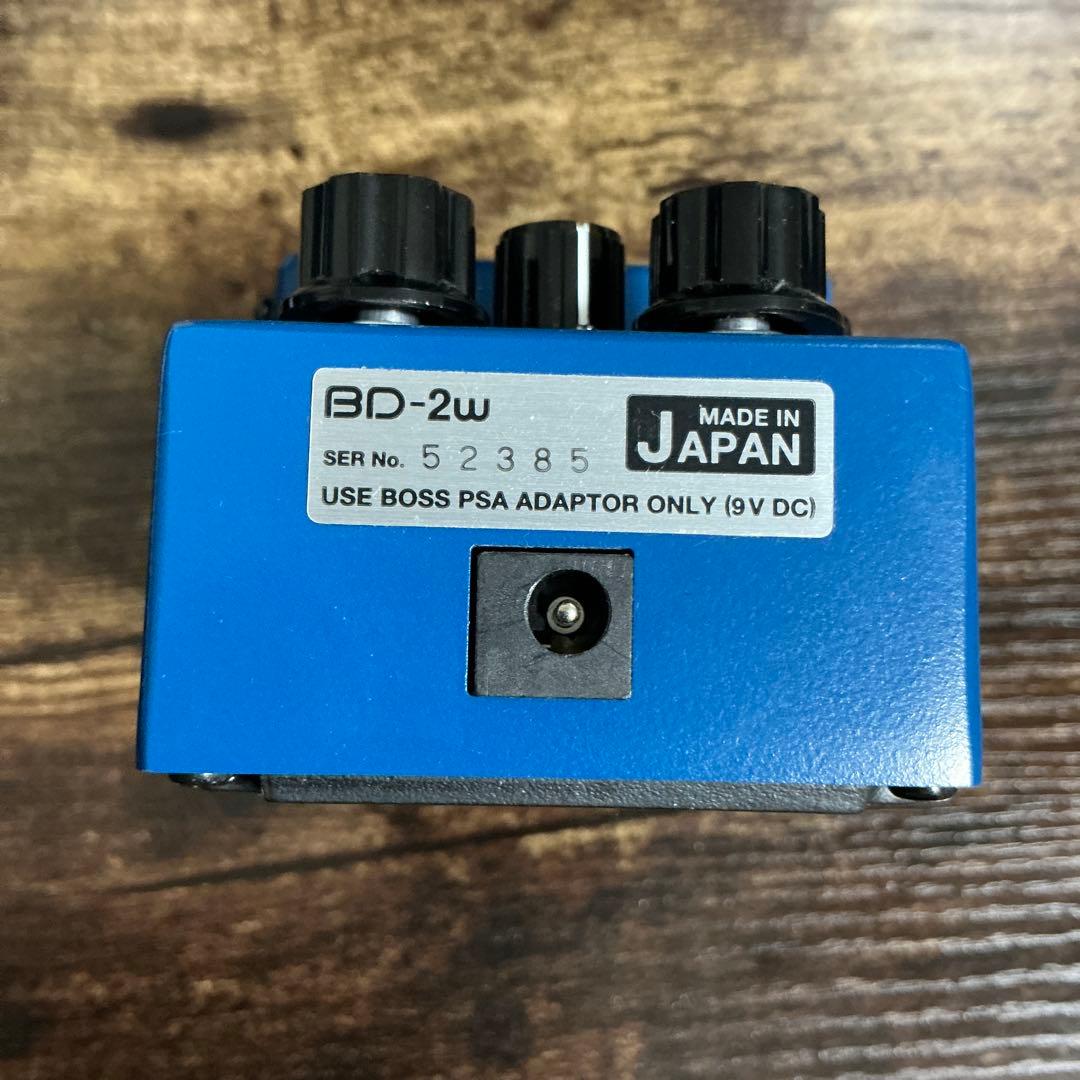 BD-2w
MADE IN
JAPAN
SER No. 52385
USE BOSS PSA ADAPTOR ONLY (9V DC)